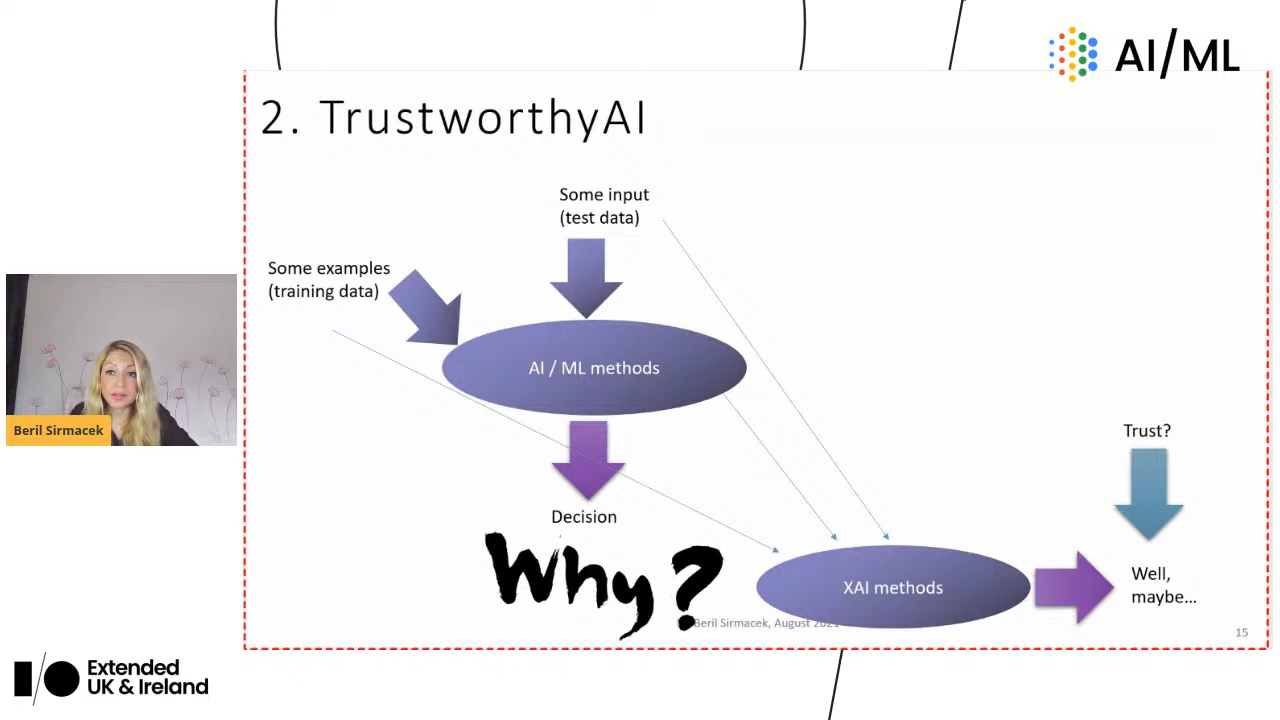 AI/ML
2. TrustworthyAI
Some input
(test data)
Some examples
(training data)
AI / ML methods
Trust?
Decision
Why?
XAI methods
Well,
maybe...
Beril Sirmacek, August 2021
15
Beril Sirmacek
Extended
UK & Ireland